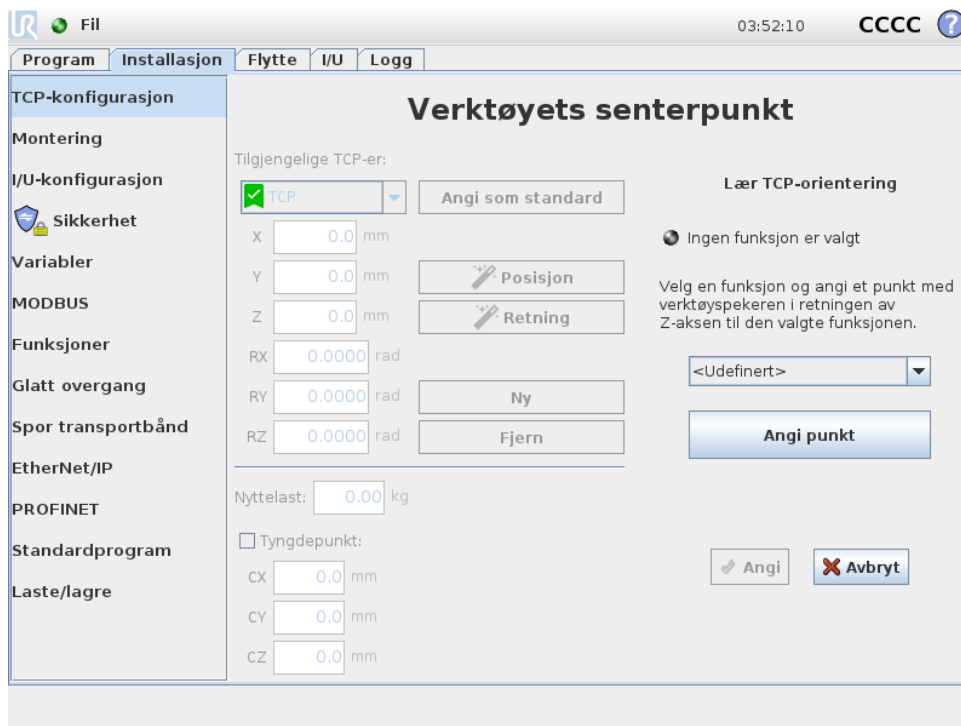 UR Fil 03:52:10 CCCC ?
Program Installasjon Flytte I/U Logg
TCP-konfigurasjon
Montering
I/U-konfigurasjon
Sikkerhet
Variabler
MODBUS
Funksjoner
Glatt overgang
Spor transportbånd
EtherNet/IP
PROFINET
Standardprogram
Laste/lagre
Verktøyets senterpunkt
Tilgjengelige TCP-er:
TCP Angi som standard
X 0.0 mm
Y 0.0 mm Posisjon
Z 0.0 mm Retning
RX 0.0000 rad
RY 0.0000 rad Ny
RZ 0.0000 rad Fjern
Nyttelast: 0.00 kg
Tyngdepunkt:
CX 0.0 mm
CY 0.0 mm
CZ 0.0 mm
Lær TCP-orientering
Ingen funksjon er valgt
Velg en funksjon og angi et punkt med
verktøyspekeren i retningen av
Z-aksen til den valgte funksjonen.
<Udefinert>
Angi punkt
Angi Avbryt